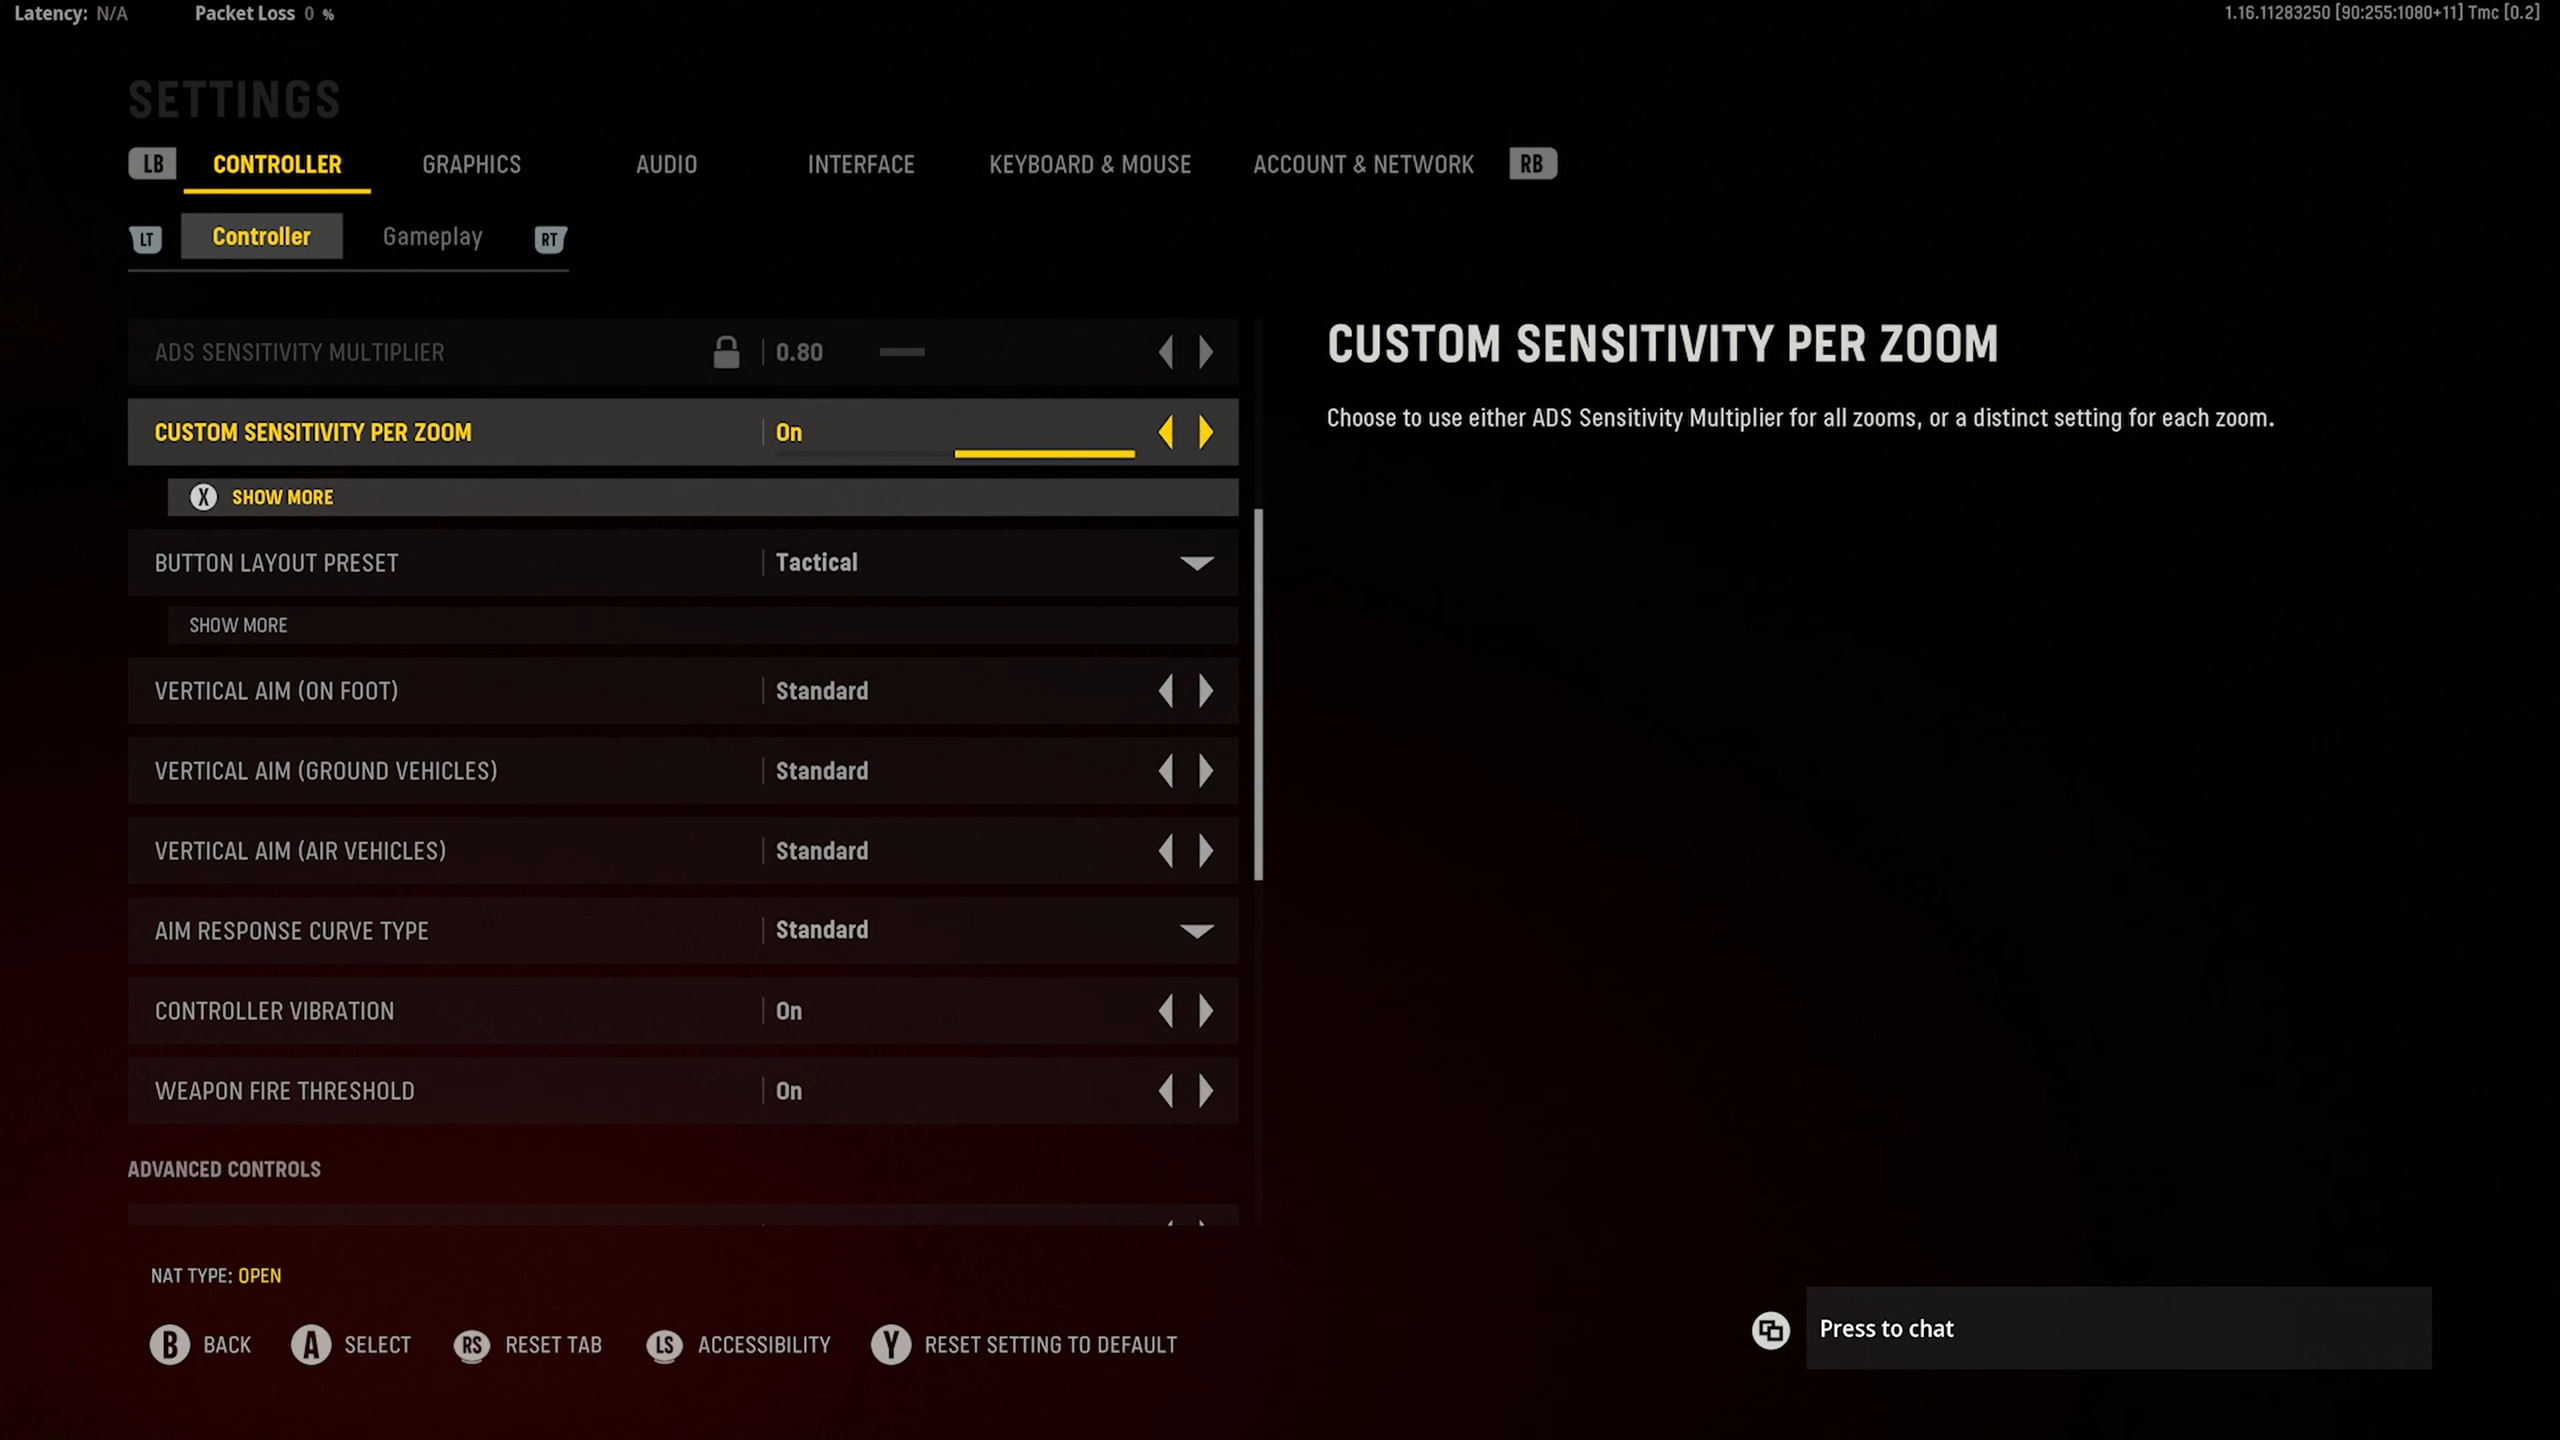 Latency: N/A Packet Loss 0 % 1.16.11283250 [90:255:1080+11] Tmc [0.2]
SETTINGS
LB CONTROLLER GRAPHICS AUDIO INTERFACE KEYBOARD & MOUSE ACCOUNT & NETWORK RB
LT Controller Gameplay RT
ADS SENSITIVITY MULTIPLIER 0.80
CUSTOM SENSITIVITY PER ZOOM On
X SHOW MORE
BUTTON LAYOUT PRESET Tactical
SHOW MORE
VERTICAL AIM (ON FOOT) Standard
VERTICAL AIM (GROUND VEHICLES) Standard
VERTICAL AIM (AIR VEHICLES) Standard
AIM RESPONSE CURVE TYPE Standard
CONTROLLER VIBRATION On
WEAPON FIRE THRESHOLD On
ADVANCED CONTROLS
CUSTOM SENSITIVITY PER ZOOM
Choose to use either ADS Sensitivity Multiplier for all zooms, or a distinct setting for each zoom.
NAT TYPE: OPEN
B BACK A SELECT RS RESET TAB LS ACCESSIBILITY Y RESET SETTING TO DEFAULT
Press to chat